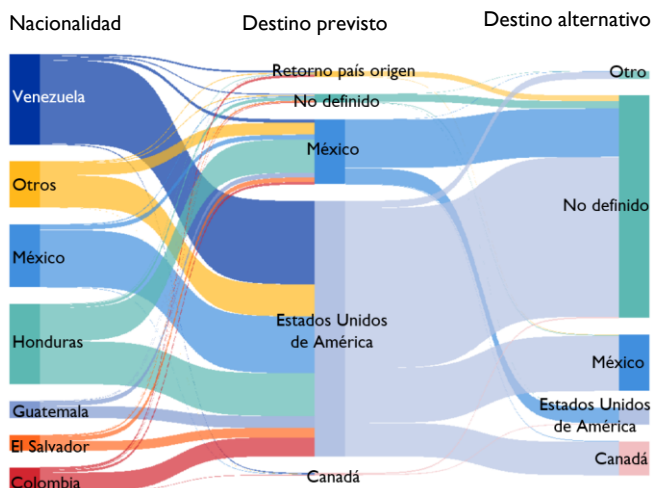 Nacionalidad
Destino previsto
Destino alternativo
Venezuela
Otros
México
Honduras
Guatemala
El Salvador
Colombia
Retorno país origen
No definido
México
Estados Unidos
de América
Canadá
Otro
No definido
México
Estados Unidos
de América
Canadá